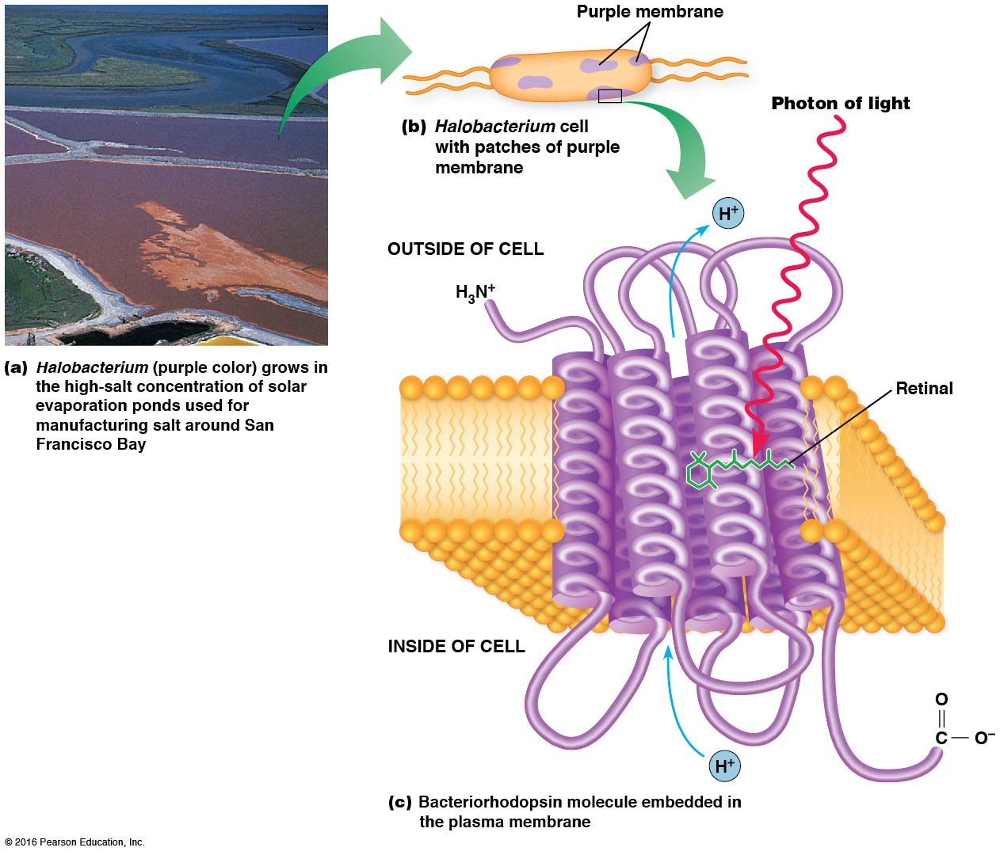 Purple membrane
(b) Halobacterium cell
with patches of purple
membrane
Photon of light
H⁺
OUTSIDE OF CELL
H₃N⁺
(a) Halobacterium (purple color) grows in
the high-salt concentration of solar
evaporation ponds used for
manufacturing salt around San
Francisco Bay
Retinal
INSIDE OF CELL
O
C — O⁻
H⁺
(c) Bacteriorhodopsin molecule embedded in
the plasma membrane
© 2016 Pearson Education, Inc.